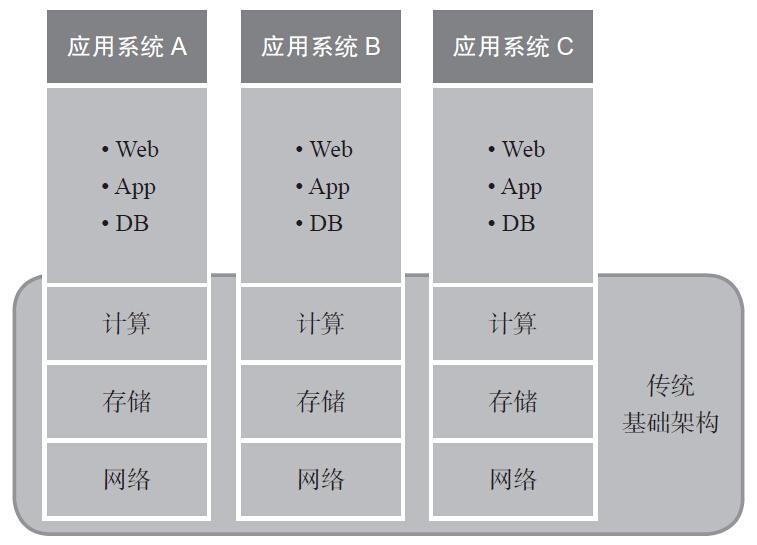 应用系统 A
应用系统 B
应用系统 C
• Web
• App
• DB
• Web
• App
• DB
• Web
• App
• DB
计算
计算
计算
存储
存储
存储
网络
网络
网络
传统
基础架构